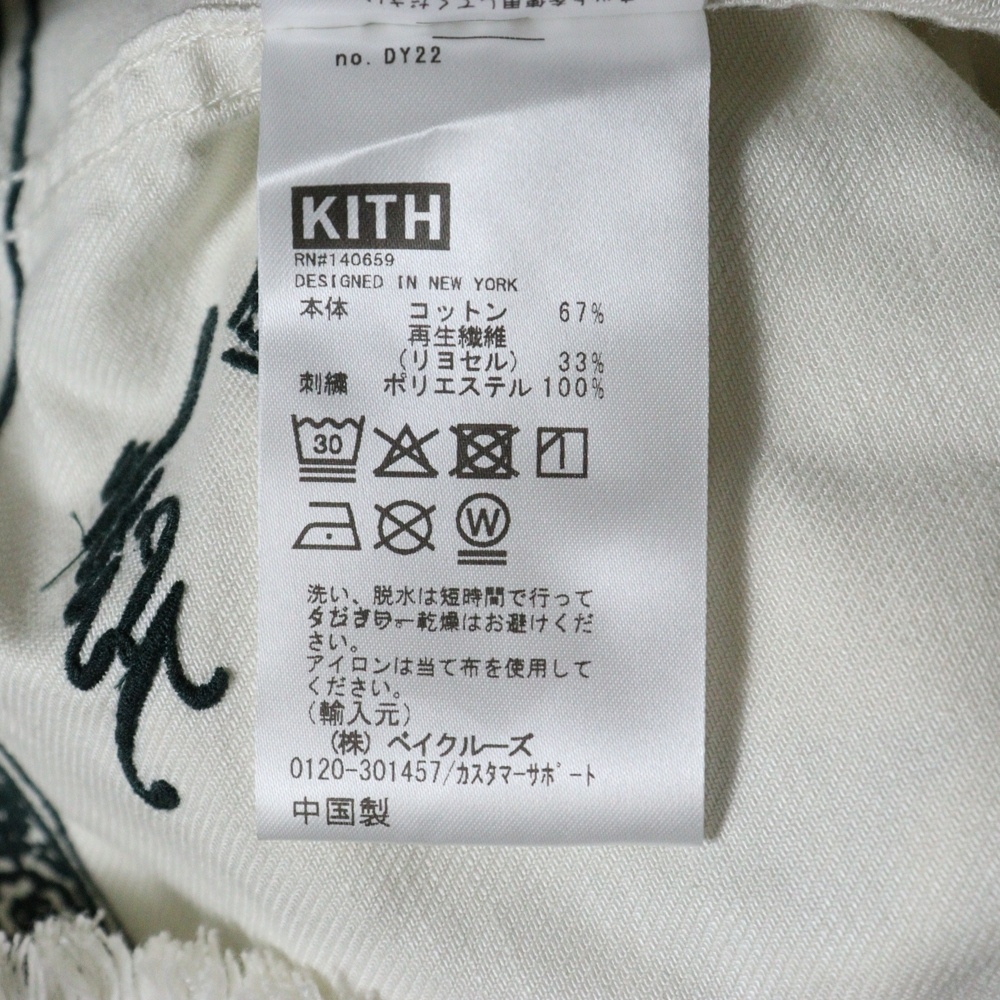 no. DY22
KITH
RN#140659
DESIGNED IN NEW YORK
本体 コットン 67%
再生繊維
(リヨセル) 33%
刺繍 ポリエステル 100%
30
W
洗い、脱水は短時間で行って
乾燥はお避けくだ
さい。
アイロンは当て布を使用して
ください。
(輸入元)
(株) ベイクルーズ
0120-301457/カスタマーサポート
中国製